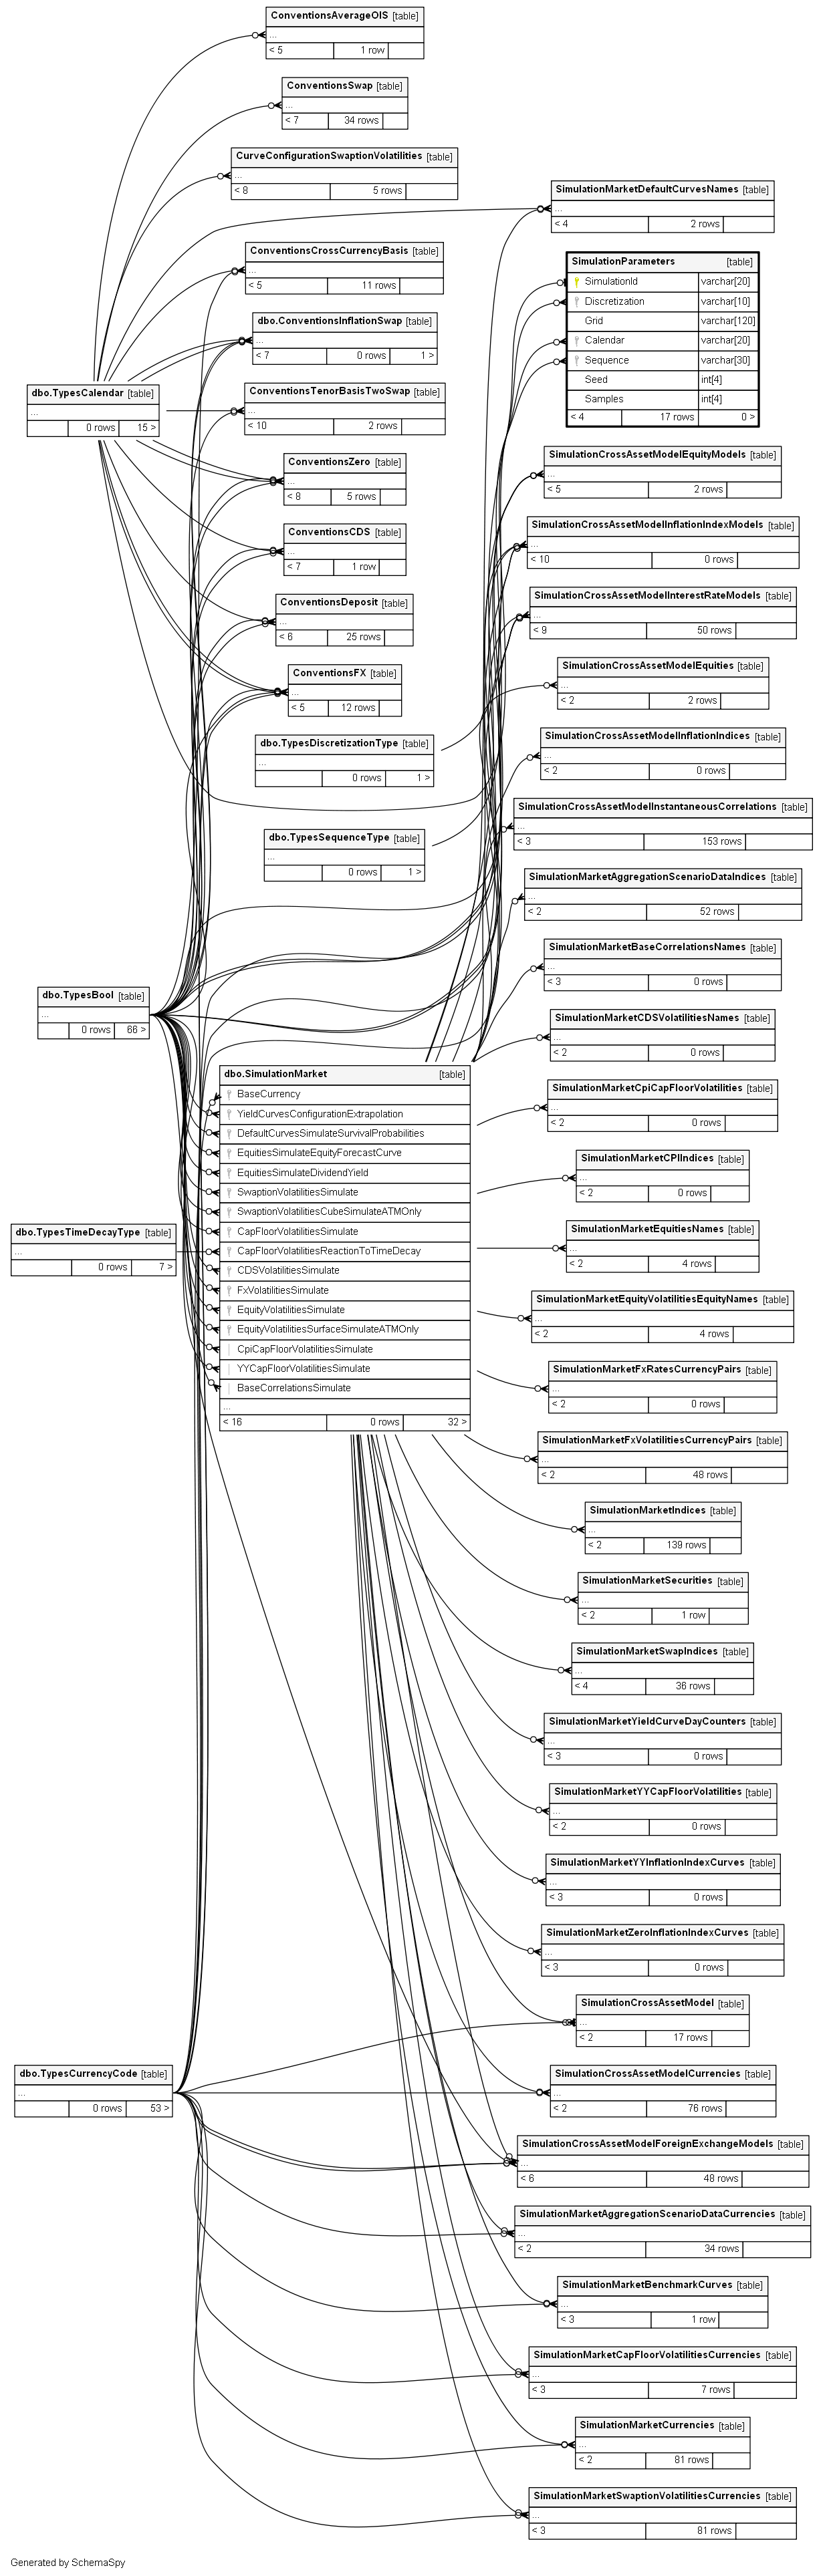 ConventionsAverageOIS [table]
...
< 5 1 row
ConventionsSwap [table]
...
< 7 34 rows
CurveConfigurationSwaptionVolatilities [table]
...
< 8 5 rows
SimulationMarketDefaultCurvesNames [table]
...
< 4 2 rows
ConventionsCrossCurrencyBasis [table]
...
< 5 11 rows
SimulationParameters [table]
SimulationId varchar[20]
Discretization varchar[10]
Grid varchar[120]
Calendar varchar[20]
Sequence varchar[30]
Seed int[4]
Samples int[4]
< 4 17 rows 0 >
dbo.ConventionsInflationSwap [table]
...
< 7 0 rows 1 >
dbo.TypesCalendar [table]
...
0 rows 15 >
ConventionsTenorBasisTwoSwap [table]
...
< 10 2 rows
ConventionsZero [table]
...
< 8 5 rows
SimulationCrossAssetModelEquityModels [table]
...
< 5 2 rows
ConventionsCDS [table]
...
< 7 1 row
SimulationCrossAssetModelInflationIndexModels [table]
...
< 10 0 rows
ConventionsDeposit [table]
...
< 6 25 rows
SimulationCrossAssetModelInterestRateModels [table]
...
< 9 50 rows
ConventionsFX [table]
...
< 5 12 rows
SimulationCrossAssetModelEquities [table]
...
< 2 2 rows
dbo.TypesDiscretizationType [table]
...
0 rows 1 >
SimulationCrossAssetModelInflationIndices [table]
...
< 2 0 rows
dbo.TypesSequenceType [table]
...
0 rows 1 >
SimulationCrossAssetModelInstantaneousCorrelations [table]
...
< 3 153 rows
SimulationMarketAggregationScenarioDataIndices [table]
...
< 2 52 rows
SimulationMarketBaseCorrelationsNames [table]
...
< 3 0 rows
dbo.TypesBool [table]
...
0 rows 66 >
SimulationMarketCDSVolatilitiesNames [table]
...
< 2 0 rows
dbo.SimulationMarket [table]
BaseCurrency
YieldCurvesConfigurationExtrapolation
DefaultCurvesSimulateSurvivalProbabilities
EquitiesSimulateEquityForecastCurve
EquitiesSimulateDividendYield
SwaptionVolatilitiesSimulate
SwaptionVolatilitiesCubeSimulateATMOnly
CapFloorVolatilitiesSimulate
CapFloorVolatilitiesReactionToTimeDecay
CDSVolatilitiesSimulate
FxVolatilitiesSimulate
EquityVolatilitiesSimulate
EquityVolatilitiesSurfaceSimulateATMOnly
CpiCapFloorVolatilitiesSimulate
YYCapFloorVolatilitiesSimulate
BaseCorrelationsSimulate
...
< 16 0 rows 32 >
SimulationMarketCpiCapFloorVolatilities [table]
...
< 2 0 rows
SimulationMarketCPIIndices [table]
...
< 2 0 rows
dbo.TypesTimeDecayType [table]
...
0 rows 7 >
SimulationMarketEquitiesNames [table]
...
< 2 4 rows
SimulationMarketEquityVolatilitiesEquityNames [table]
...
< 2 4 rows
SimulationMarketFxRatesCurrencyPairs [table]
...
< 2 0 rows
SimulationMarketFxVolatilitiesCurrencyPairs [table]
...
< 2 48 rows
SimulationMarketIndices [table]
...
< 2 139 rows
SimulationMarketSecurities [table]
...
< 2 1 row
SimulationMarketSwapIndices [table]
...
< 4 36 rows
SimulationMarketYieldCurveDayCounters [table]
...
< 3 0 rows
SimulationMarketYYCapFloorVolatilities [table]
...
< 2 0 rows
SimulationMarketYYInflationIndexCurves [table]
...
< 3 0 rows
SimulationMarketZeroInflationIndexCurves [table]
...
< 3 0 rows
SimulationCrossAssetModel [table]
...
< 2 17 rows
dbo.TypesCurrencyCode [table]
...
0 rows 53 >
SimulationCrossAssetModelCurrencies [table]
...
< 2 76 rows
SimulationCrossAssetModelForeignExchangeModels [table]
...
< 6 48 rows
SimulationMarketAggregationScenarioDataCurrencies [table]
...
< 2 34 rows
SimulationMarketBenchmarkCurves [table]
...
< 3 1 row
SimulationMarketCapFloorVolatilitiesCurrencies [table]
...
< 3 7 rows
SimulationMarketCurrencies [table]
...
< 2 81 rows
SimulationMarketSwaptionVolatilitiesCurrencies [table]
...
< 3 81 rows
Generated by SchemaSpy